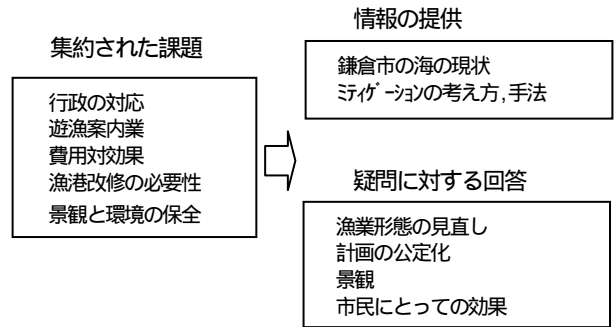 集約された課題
行政の対応
遊漁案内業
費用対効果
漁港改修の必要性
景観と環境の保全
情報の提供
鎌倉市の海の現状
ﾐﾃｨｹﾞｰｼｮﾝの考え方,手法
疑問に対する回答
漁業形態の見直し
計画の公定化
景観
市民にとっての効果